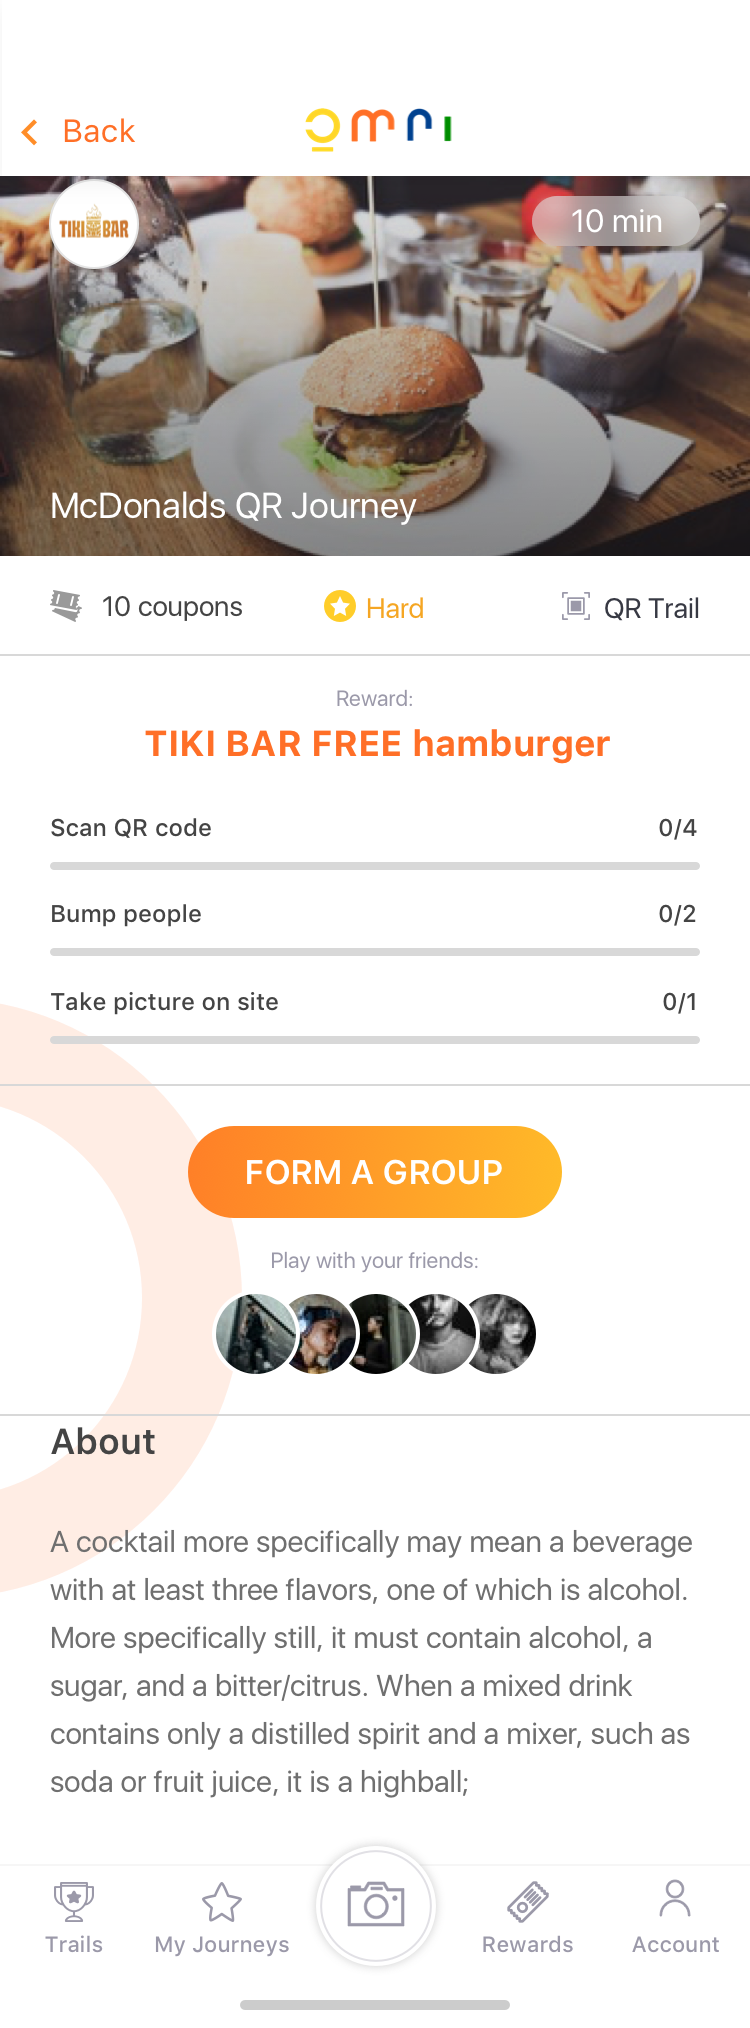 Back
omni
TIKI BAR
10 min
McDonalds QR Journey
10 coupons
Hard
QR Trail
Reward:
TIKI BAR FREE hamburger
Scan QR code
0/4
Bump people
0/2
Take picture on site
0/1
FORM A GROUP
Play with your friends:
About
A cocktail more specifically may mean a beverage
with at least three flavors, one of which is alcohol.
More specifically still, it must contain alcohol, a
sugar, and a bitter/citrus. When a mixed drink
contains only a distilled spirit and a mixer, such as
soda or fruit juice, it is a highball;
Trails
My Journeys
Rewards
Account